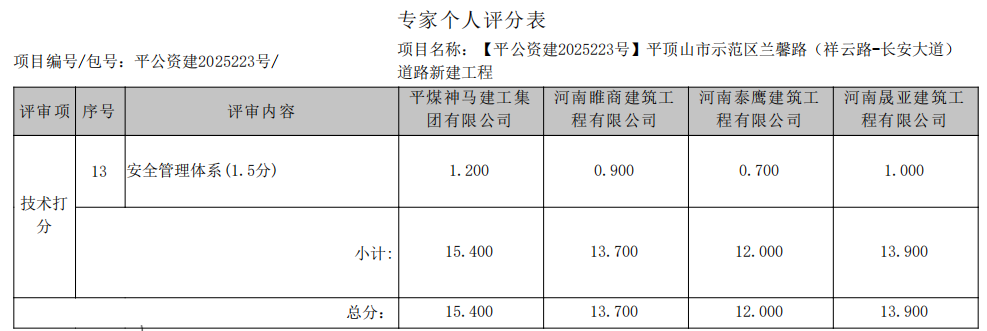 专家个人评分表
项目编号/包号：平公资建2025223号/
项目名称：【平公资建2025223号】平顶山市示范区兰馨路（祥云路-长安大道）
道路新建工程
评审项 序号 评审内容 平煤神马建工集团有限公司 河南睢商建筑工程有限公司 河南泰鹰建筑工程有限公司 河南晟亚建筑工程有限公司
技术打分 13 安全管理体系(1.5分) 1.200 0.900 0.700 1.000
小计: 15.400 13.700 12.000 13.900
总分: 15.400 13.700 12.000 13.900